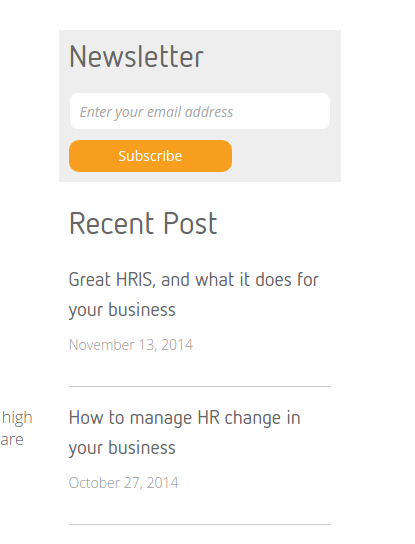 Newsletter
Enter your email address
Subscribe
Recent Post
Great HRIS, and what it does for
your business
November 13, 2014
high
are
How to manage HR change in
your business
October 27, 2014